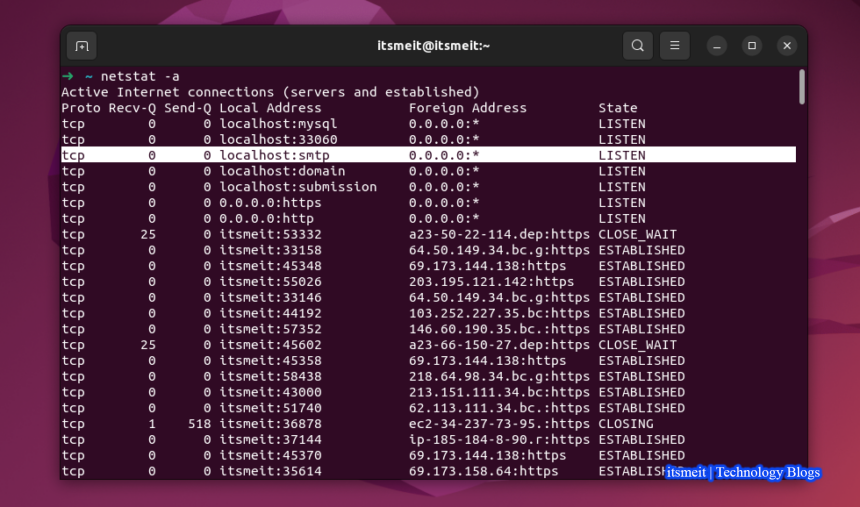 itsmeit@itsmeit:~
➜ ~ netstat -a
Active Internet connections (servers and established)
Proto Recv-Q Send-Q Local Address Foreign Address State
tcp 0 0 localhost:mysql 0.0.0.0:* LISTEN
tcp 0 0 localhost:33060 0.0.0.0:* LISTEN
tcp 0 0 localhost:smtp 0.0.0.0:* LISTEN
tcp 0 0 localhost:domain 0.0.0.0:* LISTEN
tcp 0 0 localhost:submission 0.0.0.0:* LISTEN
tcp 0 0 0.0.0.0:https 0.0.0.0:* LISTEN
tcp 0 0 0.0.0.0:http 0.0.0.0:* LISTEN
tcp 25 0 itsmeit:53332 a23-50-22-114.dep:https CLOSE_WAIT
tcp 0 0 itsmeit:33158 64.50.149.34.bc.g:https ESTABLISHED
tcp 0 0 itsmeit:45348 69.173.144.138:https ESTABLISHED
tcp 0 0 itsmeit:55026 203.195.121.142:https ESTABLISHED
tcp 0 0 itsmeit:33146 64.50.149.34.bc.g:https ESTABLISHED
tcp 0 0 itsmeit:44192 103.252.227.35.bc:https ESTABLISHED
tcp 0 0 itsmeit:57352 146.60.190.35.bc.:https ESTABLISHED
tcp 25 0 itsmeit:45602 a23-66-150-27.dep:https CLOSE_WAIT
tcp 0 0 itsmeit:45358 69.173.144.138:https ESTABLISHED
tcp 0 0 itsmeit:58438 218.64.98.34.bc.g:https ESTABLISHED
tcp 0 0 itsmeit:43000 213.151.111.34.bc:https ESTABLISHED
tcp 0 0 itsmeit:51740 62.113.111.34.bc.:https ESTABLISHED
tcp 1 518 itsmeit:36878 ec2-34-237-73-95.:https CLOSING
tcp 0 0 itsmeit:37144 ip-185-184-8-90.r:https ESTABLISHED
tcp 0 0 itsmeit:45370 69.173.144.138:https ESTABLISHED
tcp 0 0 itsmeit:35614 69.173.158.64:https ESTABLISHED
itsmeit | Technology Blogs